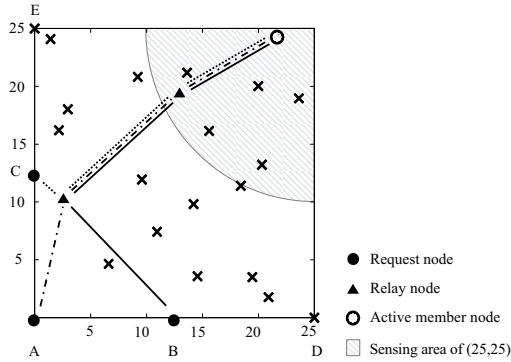 E
25
20
15
C
10
5
5 10 15 20 25
A B D
Request node
Relay node
Active member node
Sensing area of (25,25)